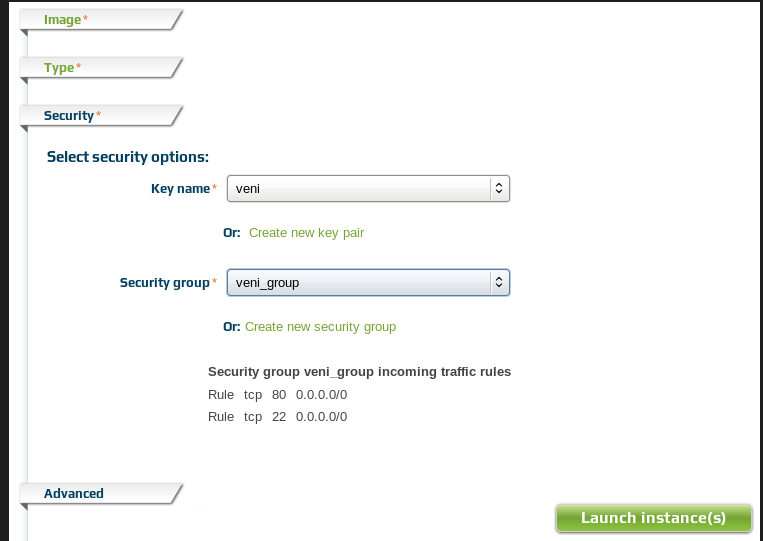 Image*
Type*
Security*
Select security options:
Key name* veni
Or: Create new key pair
Security group* veni_group
Or: Create new security group
Security group veni_group incoming traffic rules
Rule tcp 80 0.0.0.0/0
Rule tcp 22 0.0.0.0/0
Advanced
Launch instance(s)